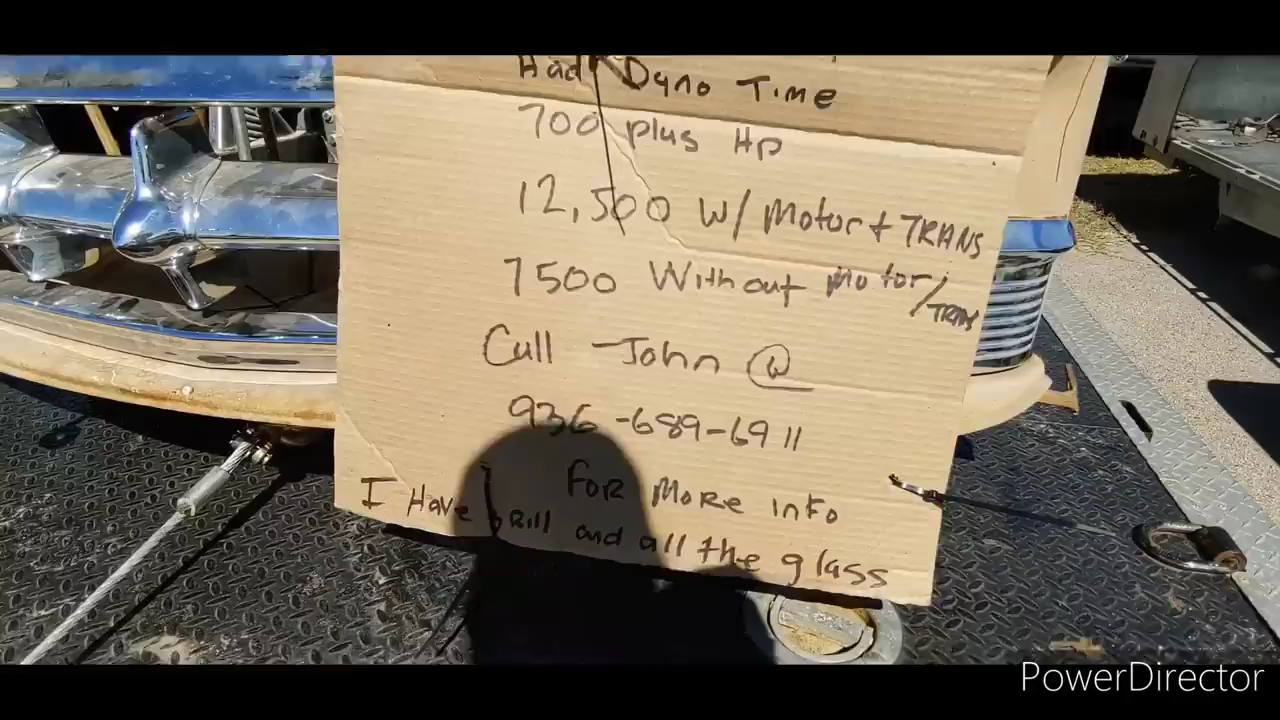 Had Dyno Time
700 plus Hp
12,500 W/ Motor + TRANS
7500 Without Motor/TRANS
Call John @
936-689-6911
FOR MORE info
I Have Grill and all the glass
PowerDirector